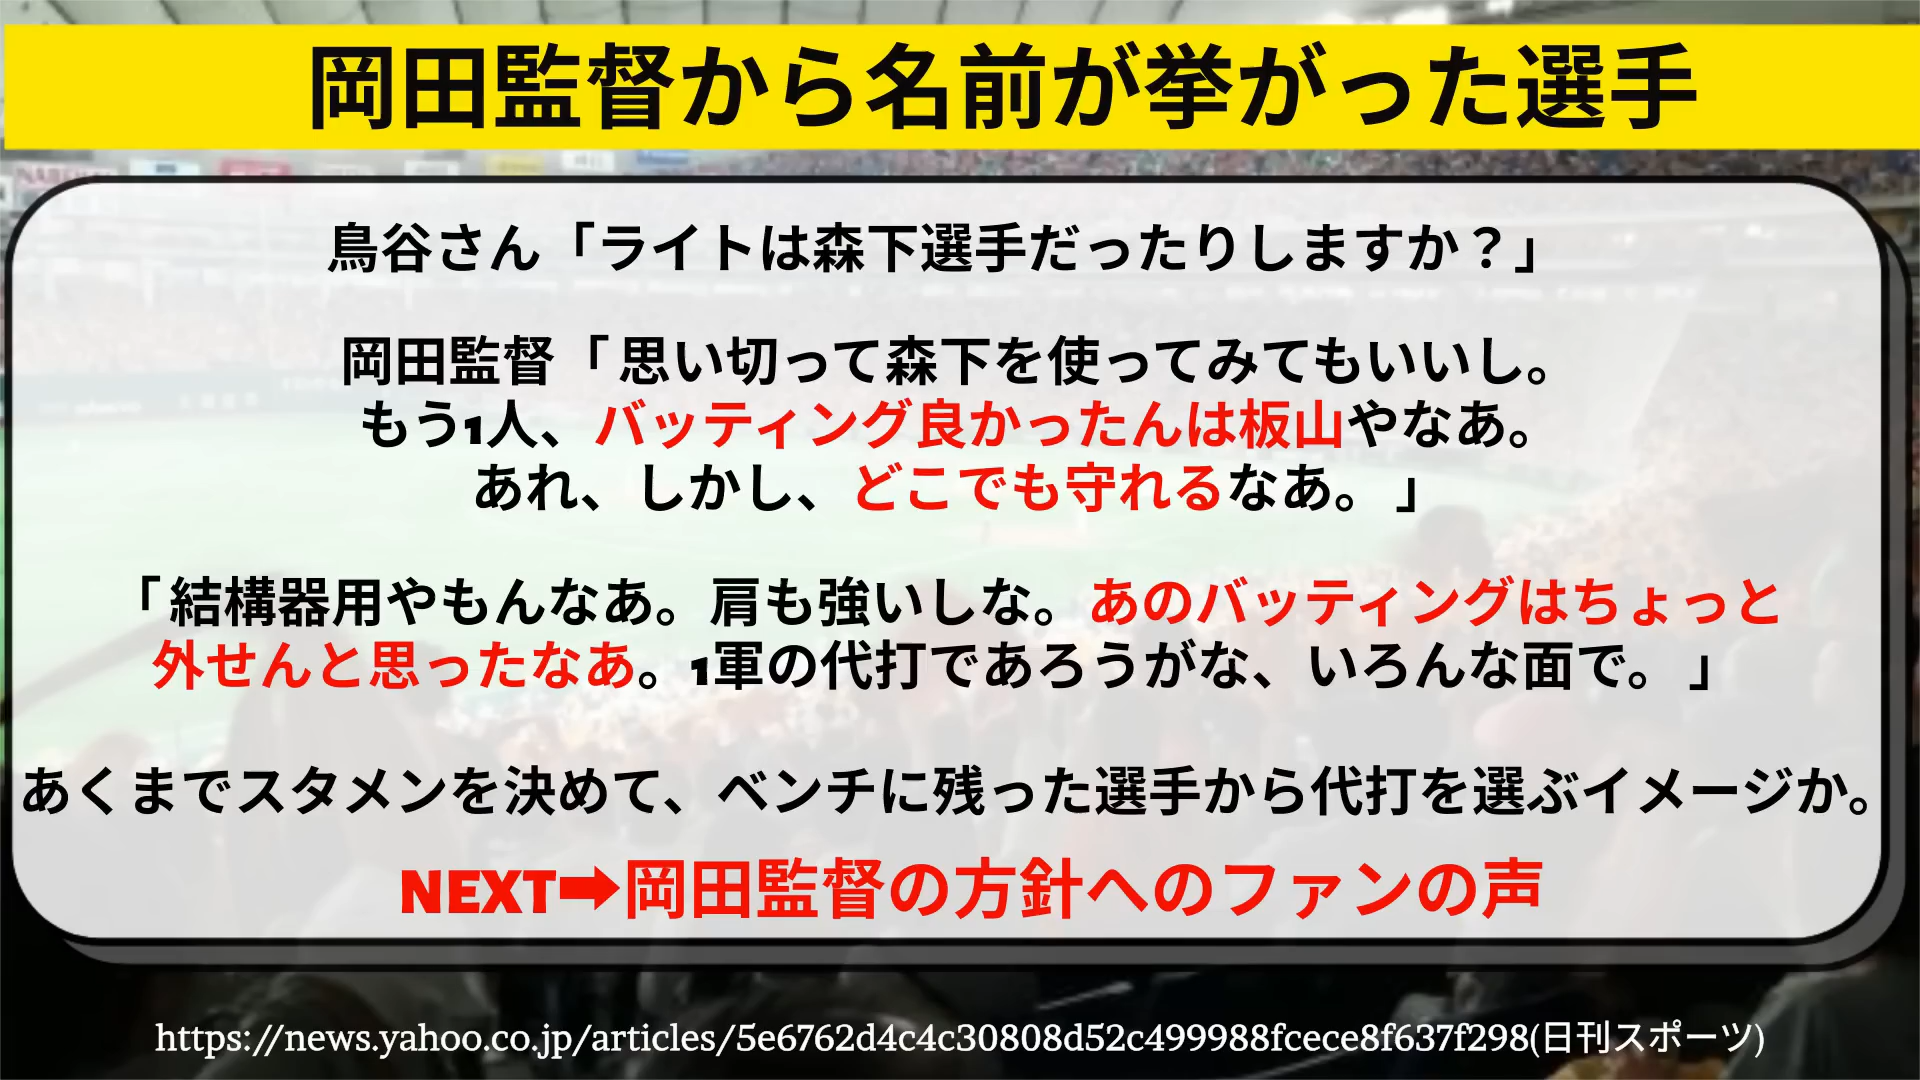 岡田監督から名前が挙がった選手
鳥谷さん「ライトは森下選手だったりしますか？」
岡田監督「思い切って森下を使ってみてもいいし。
もう1人、バッティング良かったんは板山やなあ。
あれ、しかし、どこでも守れるなあ。」
「結構器用やもんなあ。肩も強いしな。あのバッティングはちょっと
外せんと思ったなあ。1軍の代打であろうがな、いろんな面で。」
あくまでスタメンを決めて、ベンチに残った選手から代打を選ぶイメージか。
NEXT➡岡田監督の方針へのファンの声
https://news.yahoo.co.jp/articles/5e6762d4c4c30808d52c499988fcece8f637f298(日刊スポーツ)